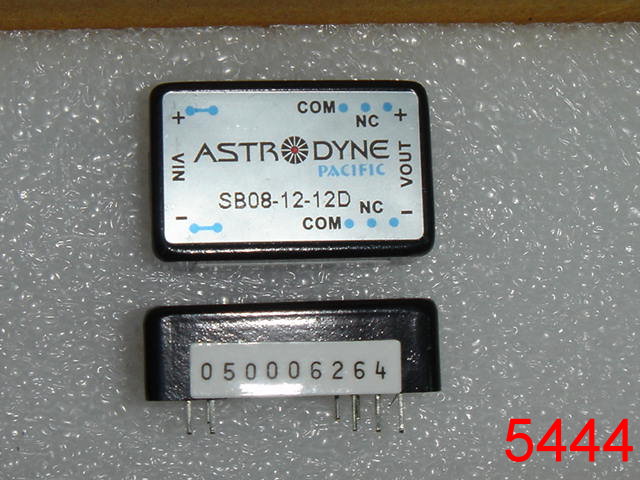 + COM NC +
VIN ASTRODYNE VOUT
PACIFIC
SB08-12-12D
- COM NC -
050006264
5444